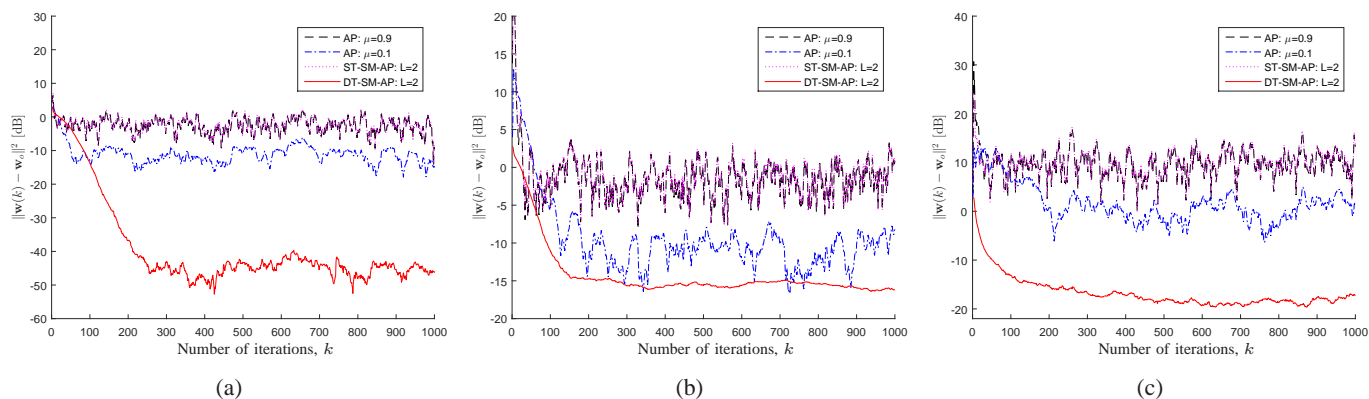 30
20
10
0
-10
-20
-30
-40
-50
-60
‖w(k) − w_o‖² [dB]
AP: μ=0.9
AP: μ=0.1
ST-SM-AP: L=2
DT-SM-AP: L=2
0 100 200 300 400 500 600 700 800 900 1000
Number of iterations, k
(a)
20
15
10
5
0
-5
-10
-15
-20
‖w(k) − w_o‖² [dB]
AP: μ=0.9
AP: μ=0.1
ST-SM-AP: L=2
DT-SM-AP: L=2
0 100 200 300 400 500 600 700 800 900 1000
Number of iterations, k
(b)
40
30
20
10
0
-10
-20
‖w(k) − w_o‖² [dB]
AP: μ=0.9
AP: μ=0.1
ST-SM-AP: L=2
DT-SM-AP: L=2
0 100 200 300 400 500 600 700 800 900 1000
Number of iterations, k
(c)